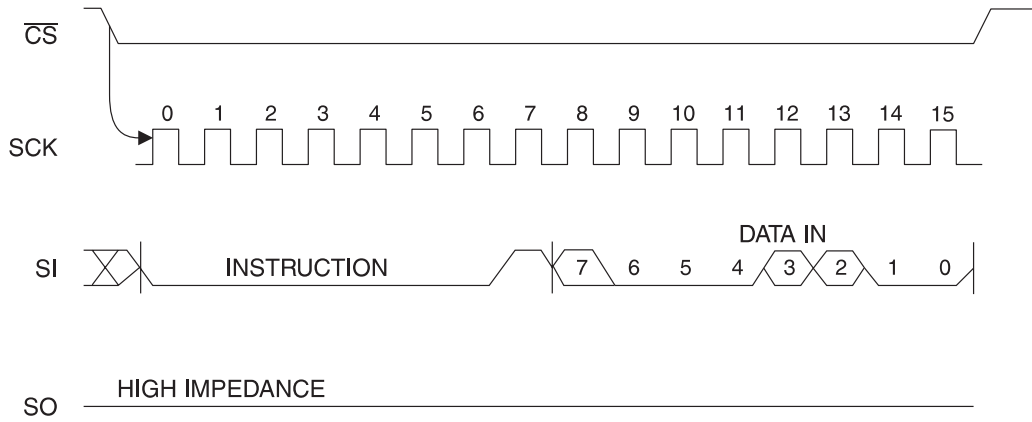 CS
0 1 2 3 4 5 6 7 8 9 10 11 12 13 14 15
SCK
DATA IN
SI INSTRUCTION 7 6 5 4 3 2 1 0
HIGH IMPEDANCE
SO